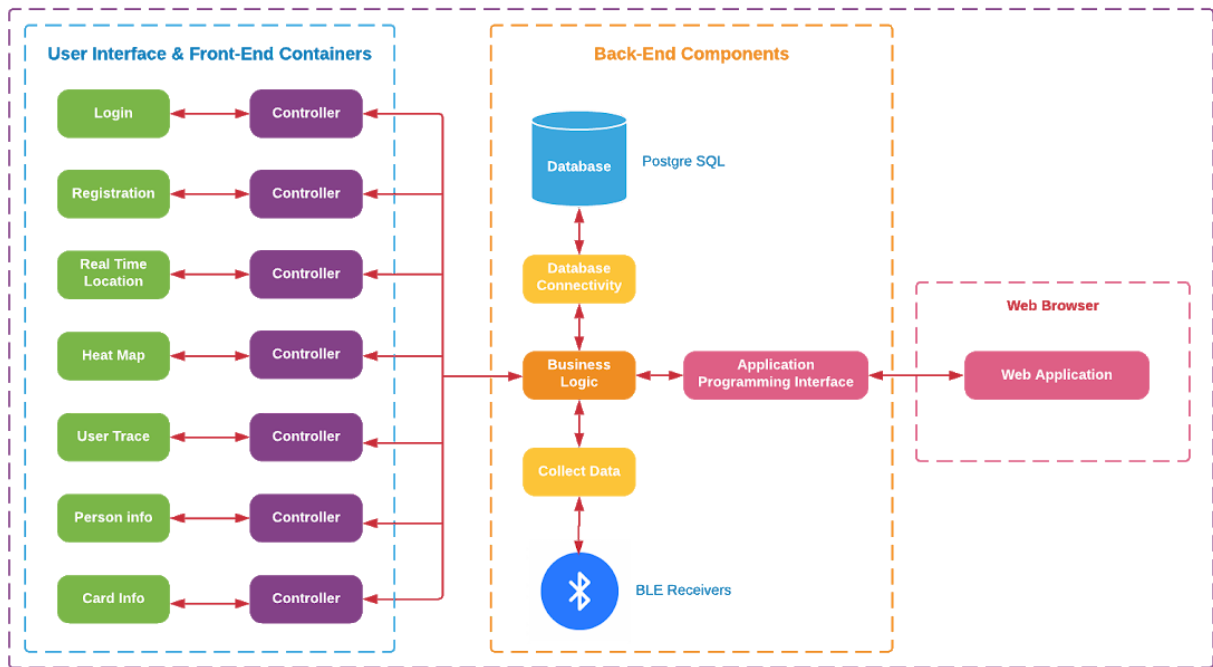 User Interface & Front-End Containers
Login
Controller
Registration
Controller
Real Time
Location
Controller
Heat Map
Controller
User Trace
Controller
Person info
Controller
Card Info
Controller
Back-End Components
Database
Postgre SQL
Database
Connectivity
Business
Logic
Application
Programming Interface
Collect Data
BLE Receivers
Web Browser
Web Application